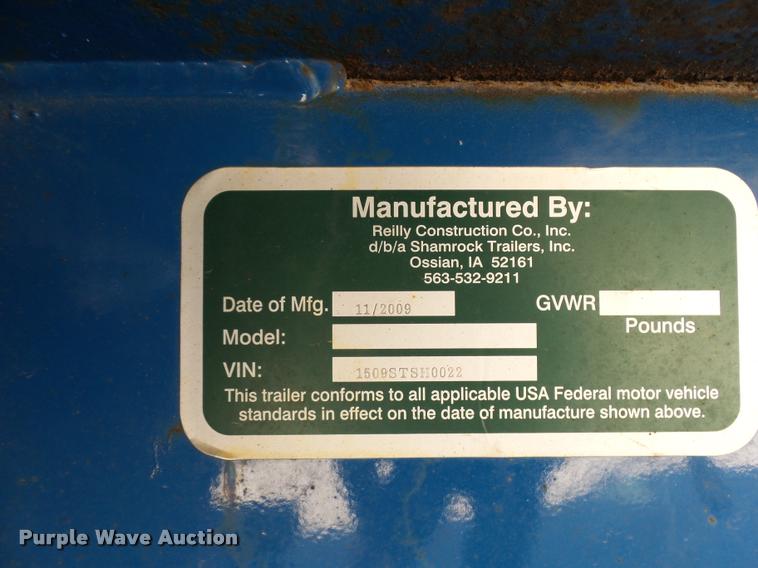 Manufactured By:
Reilly Construction Co., Inc.
d/b/a Shamrock Trailers, Inc.
Ossian, IA 52161
563-532-9211
Date of Mfg. 11/2009 GVWR
Pounds
Model:
VIN: 1509STSH0022
This trailer conforms to all applicable USA Federal motor vehicle
standards in effect on the date of manufacture shown above.
Purple Wave Auction